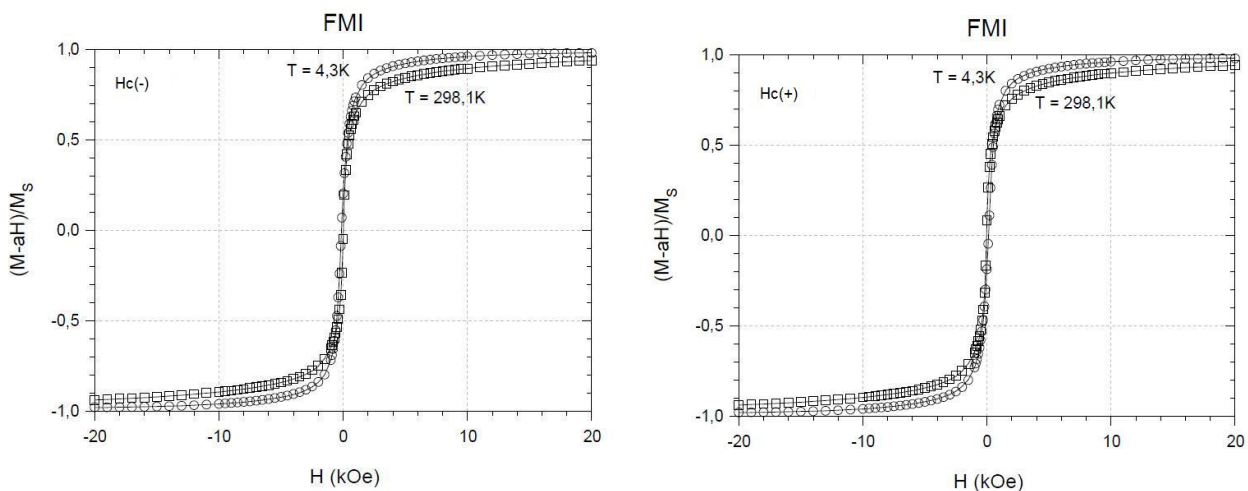 FMI
1,0
0,5
0,0
-0,5
-1,0
(M-aH)/M_S
Hc(-)
T = 4,3K
T = 298,1K
-20
-10
0
10
20
H (kOe)
FMI
1,0
0,5
0,0
-0,5
-1,0
(M-aH)/M_S
Hc(+)
T = 4,3K
T = 298,1K
-20
-10
0
10
20
H (kOe)